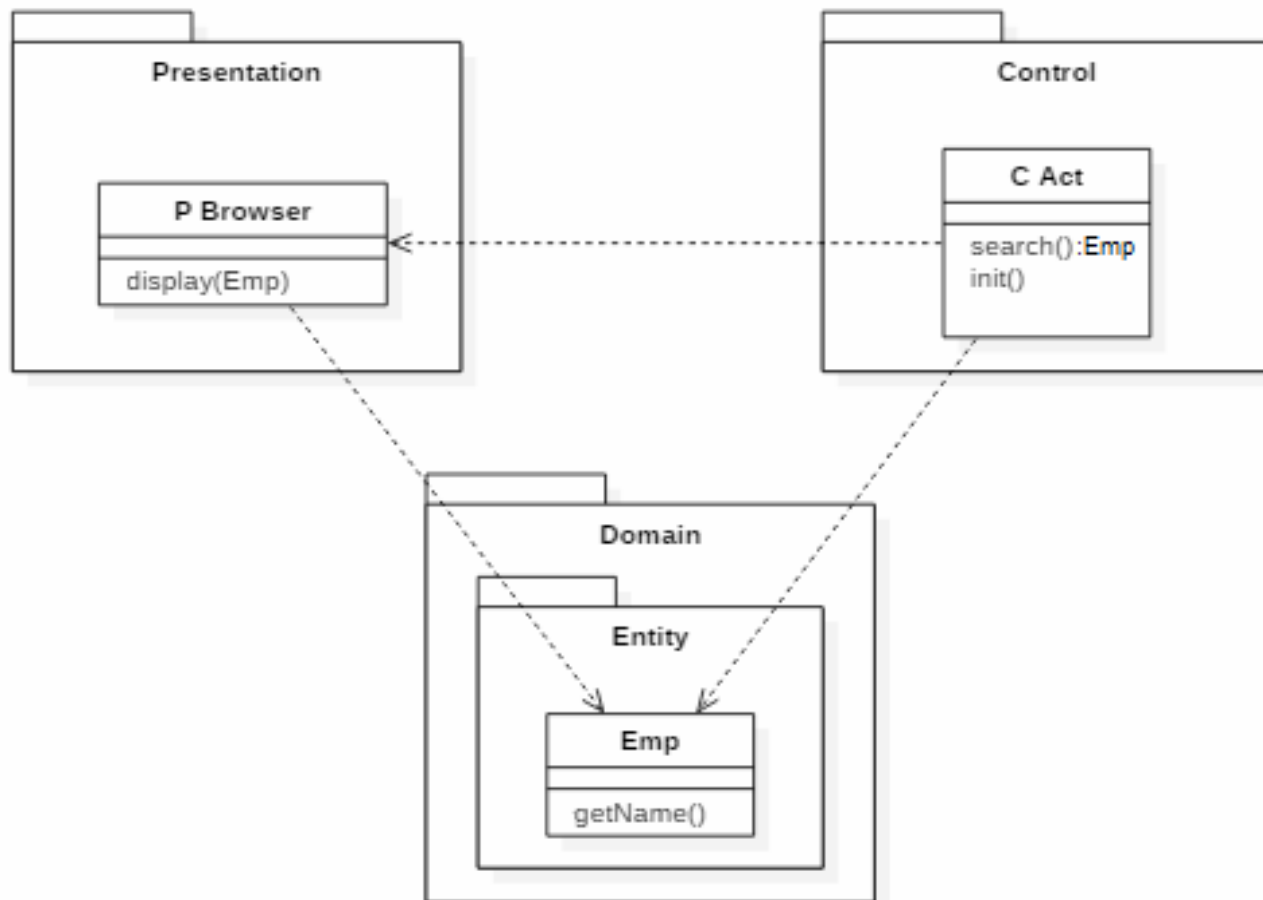 Presentation
P Browser
display(Emp)
Control
C Act
search():Emp
init()
Domain
Entity
Emp
getName()